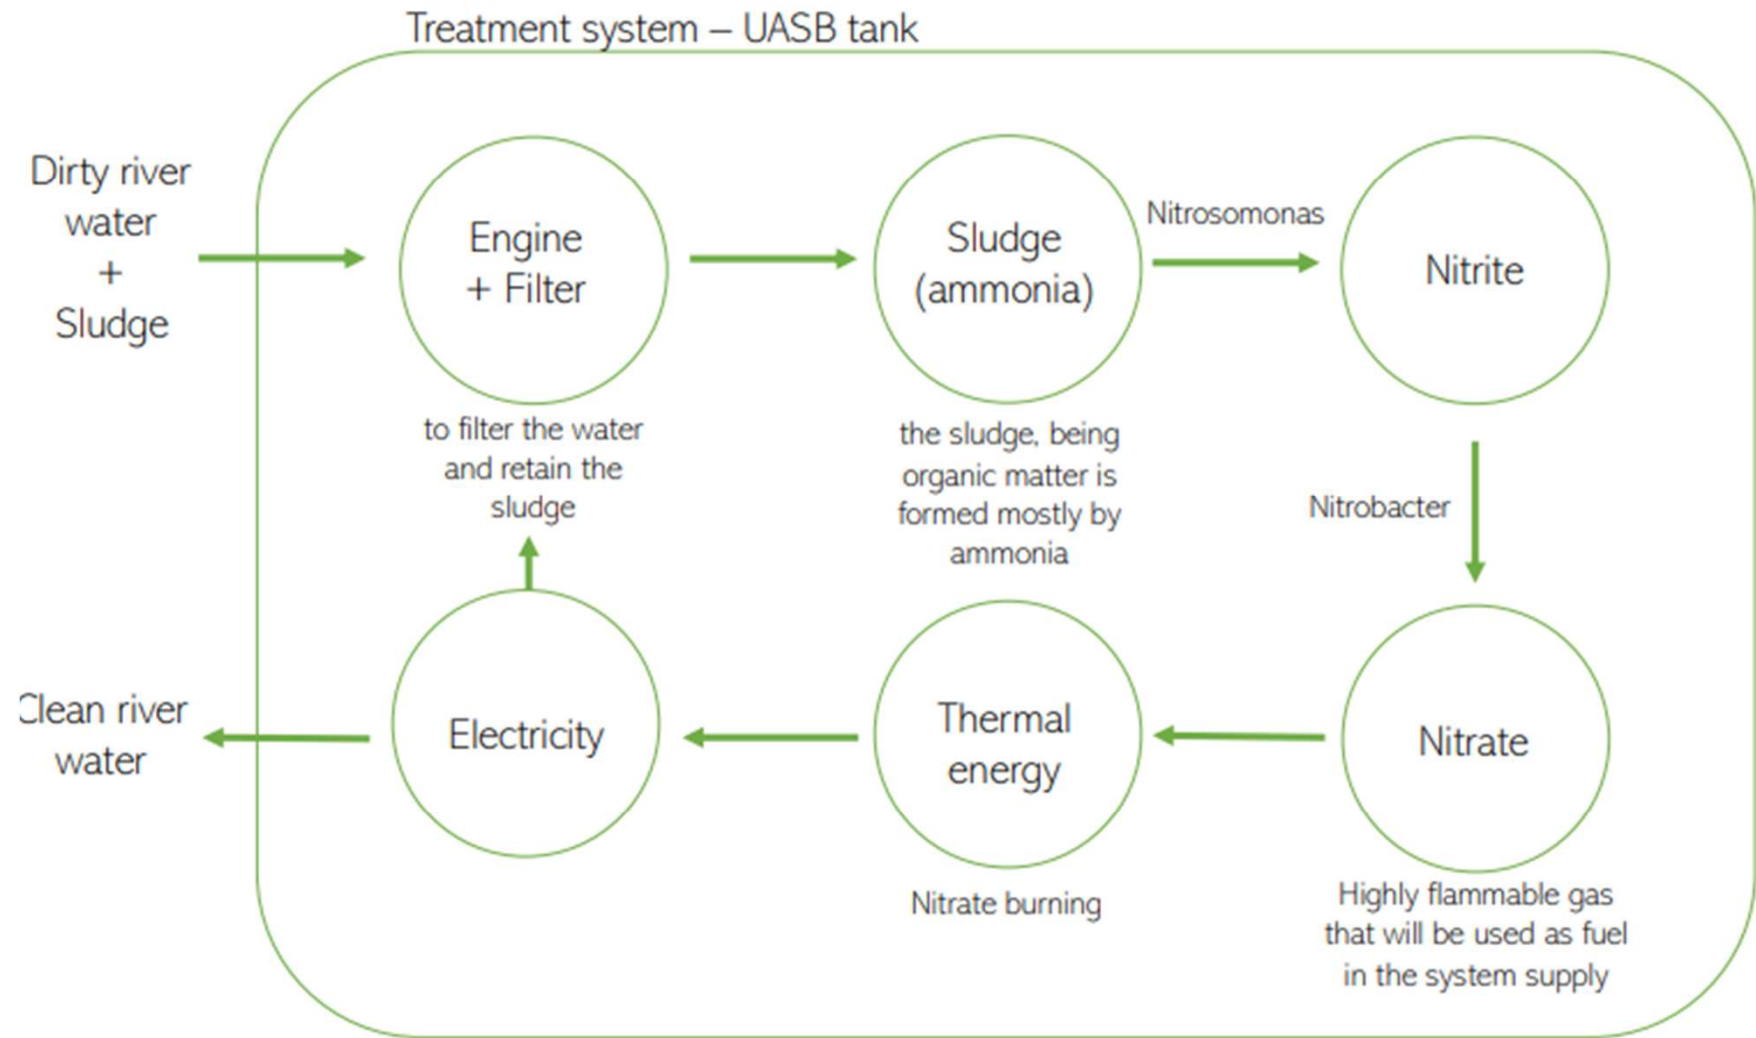 Treatment system – UASB tank
Dirty river
water
+
Sludge
Engine
+ Filter
to filter the water
and retain the
sludge
Sludge
(ammonia)
the sludge, being
organic matter is
formed mostly by
ammonia
Nitrosomonas
Nitrite
Nitrobacter
Nitrate
Highly flammable gas
that will be used as fuel
in the system supply
Thermal
energy
Nitrate burning
Electricity
Clean river
water